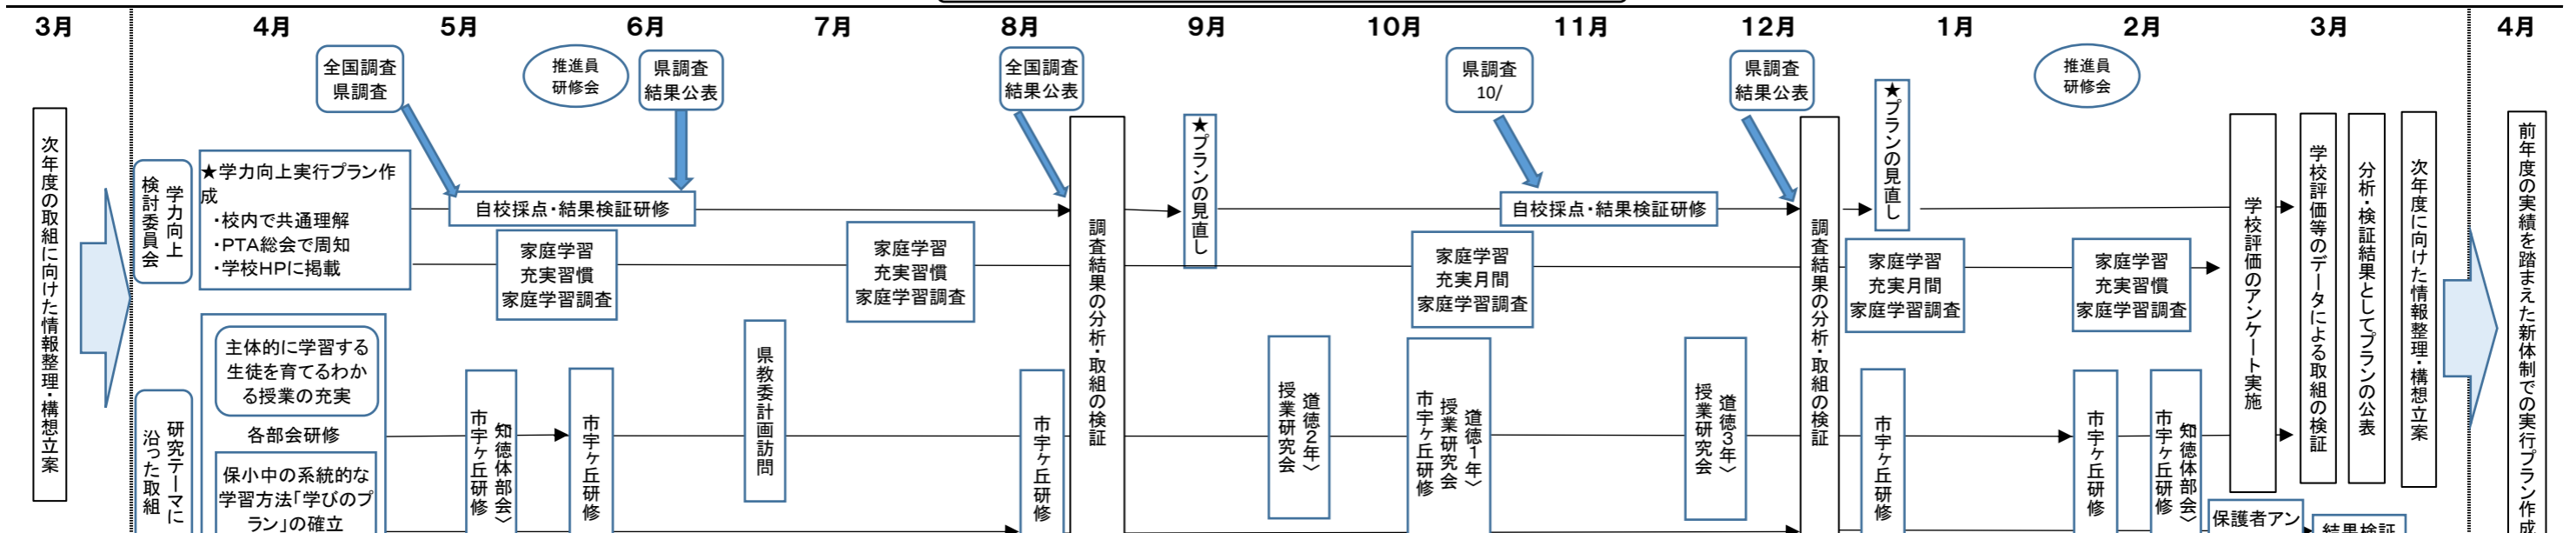 3月 4月 5月 6月 7月 8月 9月 10月 11月 12月 1月 2月 3月 4月
全国調査
県調査
推進員
研修会
県調査
結果公表
全国調査
結果公表
県調査
10/
県調査
結果公表
推進員
研修会
次年度の取組に向けた情報整理・構想立案
学力向上
検討委員会
★学力向上実行プラン作
成
・校内で共通理解
・PTA総会で周知
・学校HPに掲載
自校採点・結果検証研修
家庭学習
充実習慣
家庭学習調査
家庭学習
充実習慣
家庭学習調査
調査結果の分析・取組の検証
★プランの見直し
自校採点・結果検証研修
家庭学習
充実月間
家庭学習調査
調査結果の分析・取組の検証
★プランの見直し
家庭学習
充実月間
家庭学習調査
家庭学習
充実習慣
家庭学習調査
学校評価のアンケート実施
学校評価等のデータによる取組の検証
分析・検証結果としてプランの公表
次年度に向けた情報整理・構想立案
前年度の実績を踏まえた新体制での実行プラン作成
研究テーマに
沿った取組
主体的に学習する
生徒を育てるわか
る授業の充実
各部会研修
保小中の系統的な
学習方法「学びのプ
ラン」の確立
知徳体部会〉
市宇ヶ丘研修
市宇ヶ丘研修
県教委計画訪問
市宇ヶ丘研修
道徳2年〉
授業研究会
道徳1年〉
授業研究会
市宇ヶ丘研修
道徳3年〉
授業研究会
市宇ヶ丘研修
市宇ヶ丘研修
知徳体部会〉
市宇ヶ丘研修
保護者アン
結果検証